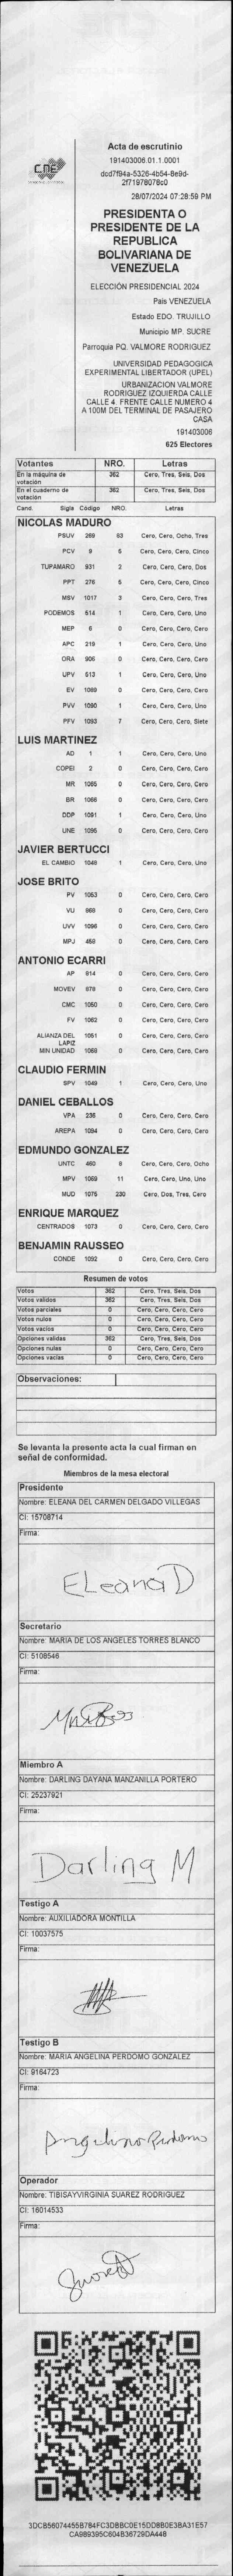 CNE
Acta de escrutinio
191403006.01.1.0001
dcd7f94a-5326-4b54-8e9d-
2f71978078c0
28/07/2024 07:28:59 PM
PRESIDENTA O
PRESIDENTE DE LA
REPUBLICA
BOLIVARIANA DE
VENEZUELA
ELECCIÓN PRESIDENCIAL 2024
Pais VENEZUELA
Estado EDO. TRUJILLO
Municipio MP. SUCRE
Parroquia PQ. VALMORE RODRIGUEZ
UNIVERSIDAD PEDAGOGICA
EXPERIMENTAL LIBERTADOR (UPEL)
URBANIZACION VALMORE
RODRIGUEZ IZQUIERDA CALLE
CALLE 4. FRENTE CALLE NUMERO 4
A 100M DEL TERMINAL DE PASAJERO
CASA
191403006
625 Electores
Votantes NRO. Letras
En la máquina de votación 362 Cero, Tres, Seis, Dos
En el cuaderno de votación 362 Cero, Tres, Seis, Dos
Cand. Sigla Código NRO. Letras
NICOLAS MADURO
PSUV 269 83 Cero, Cero, Ocho, Tres
PCV 9 5 Cero, Cero, Cero, Cinco
TUPAMARO 931 2 Cero, Cero, Cero, Dos
PPT 276 5 Cero, Cero, Cero, Cinco
MSV 1017 3 Cero, Cero, Cero, Tres
PODEMOS 514 1 Cero, Cero, Cero, Uno
MEP 6 0 Cero, Cero, Cero, Cero
APC 219 1 Cero, Cero, Cero, Uno
ORA 906 0 Cero, Cero, Cero, Cero
UPV 513 1 Cero, Cero, Cero, Uno
EV 1089 0 Cero, Cero, Cero, Cero
PVV 1090 1 Cero, Cero, Cero, Uno
PFV 1093 7 Cero, Cero, Cero, Siete
LUIS MARTINEZ
AD 1 1 Cero, Cero, Cero, Uno
COPEI 2 0 Cero, Cero, Cero, Cero
MR 1065 0 Cero, Cero, Cero, Cero
BR 1066 0 Cero, Cero, Cero, Cero
DDP 1091 1 Cero, Cero, Cero, Uno
UNE 1095 0 Cero, Cero, Cero, Cero
JAVIER BERTUCCI
EL CAMBIO 1048 1 Cero, Cero, Cero, Uno
JOSE BRITO
PV 1053 0 Cero, Cero, Cero, Cero
VU 968 0 Cero, Cero, Cero, Cero
UVV 1096 0 Cero, Cero, Cero, Cero
MPJ 458 0 Cero, Cero, Cero, Cero
ANTONIO ECARRI
AP 914 0 Cero, Cero, Cero, Cero
MOVEV 878 0 Cero, Cero, Cero, Cero
CMC 1050 0 Cero, Cero, Cero, Cero
FV 1062 0 Cero, Cero, Cero, Cero
ALIANZA DEL LAPIZ 1051 0 Cero, Cero, Cero, Cero
MIN UNIDAD 1068 0 Cero, Cero, Cero, Cero
CLAUDIO FERMIN
SPV 1049 1 Cero, Cero, Cero, Uno
DANIEL CEBALLOS
VPA 236 0 Cero, Cero, Cero, Cero
AREPA 1094 0 Cero, Cero, Cero, Cero
EDMUNDO GONZALEZ
UNTC 460 8 Cero, Cero, Cero, Ocho
MPV 1059 11 Cero, Cero, Uno, Uno
MUD 1075 230 Cero, Dos, Tres, Cero
ENRIQUE MARQUEZ
CENTRADOS 1073 0 Cero, Cero, Cero, Cero
BENJAMIN RAUSSEO
CONDE 1092 0 Cero, Cero, Cero, Cero
Resumen de votos
Votos 362 Cero, Tres, Seis, Dos
Votos validos 362 Cero, Tres, Seis, Dos
Votos parciales 0 Cero, Cero, Cero, Cero
Votos nulos 0 Cero, Cero, Cero, Cero
Votos vacios 0 Cero, Cero, Cero, Cero
Opciones validas 362 Cero, Tres, Seis, Dos
Opciones nulas 0 Cero, Cero, Cero, Cero
Opciones vacias 0 Cero, Cero, Cero, Cero
Observaciones:
Se levanta la presente acta la cual firman en
señal de conformidad.
Miembros de la mesa electoral
Presidente
Nombre: ELEANA DEL CARMEN DELGADO VILLEGAS
CI: 15708714
Firma:
ELeana D
Secretario
Nombre: MARIA DE LOS ANGELES TORRES BLANCO
CI: 5108546
Firma:
Miembro A
Nombre: DARLING DAYANA MANZANILLA PORTERO
CI: 25237921
Firma:
Darling M
Testigo A
Nombre: AUXILIADORA MONTILLA
CI: 10037575
Firma:
Testigo B
Nombre: MARIA ANGELINA PERDOMO GONZALEZ
CI: 9164723
Firma:
Angelina Perdomo
Operador
Nombre: TIBISAYVIRGINIA SUAREZ RODRIGUEZ
CI: 16014533
Firma:
3DCB56074455B784FC3DBBC0E15DD8B0E3BA31E57
CA989395C604B36729DA448